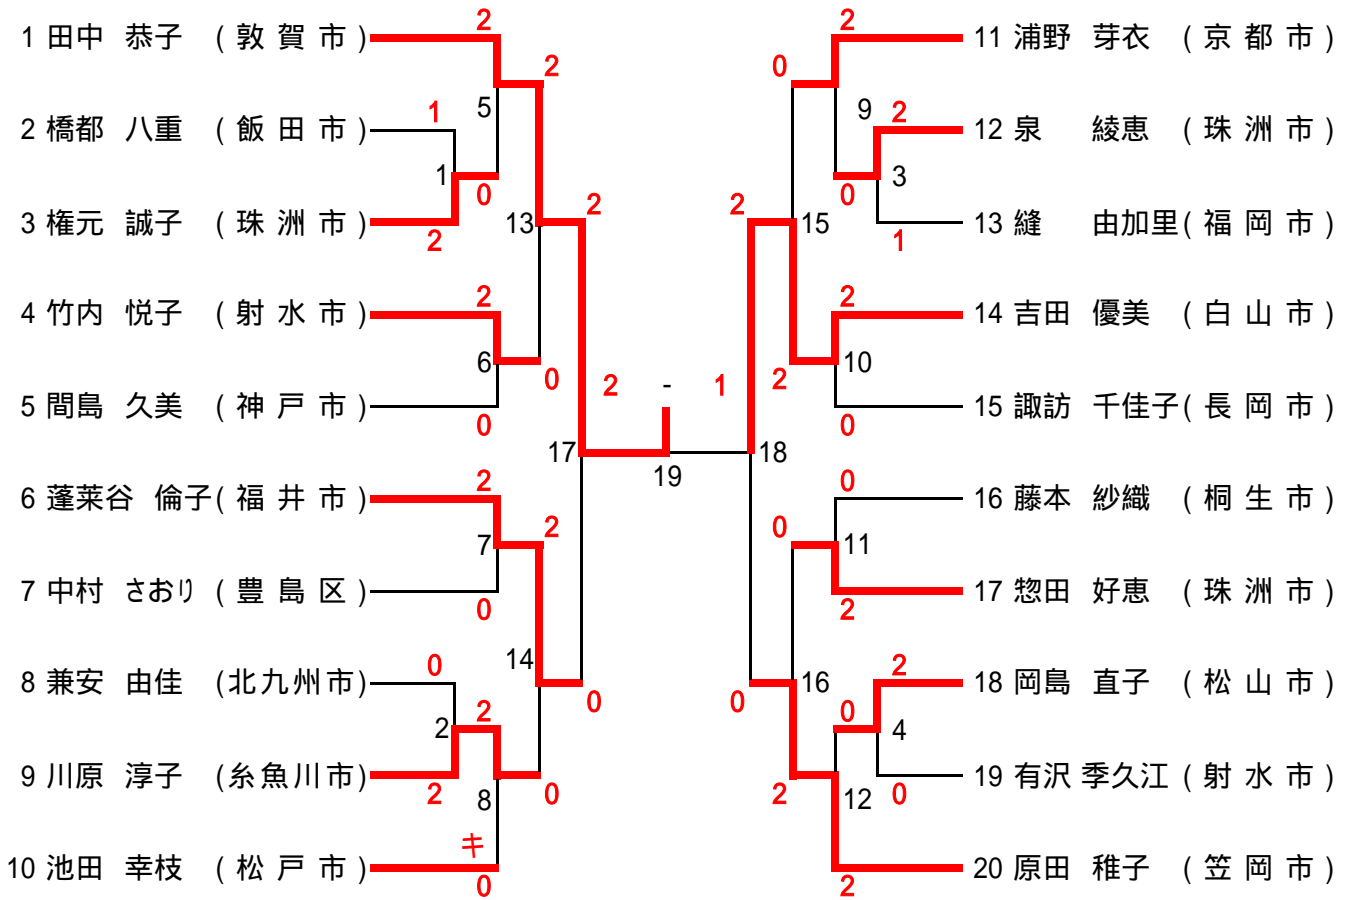 1 田中 恭子 ( 敦 賀 市 )
2 橋都 八重 ( 飯 田 市 )
3 権元 誠子 ( 珠 洲 市 )
4 竹内 悦子 ( 射 水 市 )
5 間島 久美 ( 神 戸 市 )
6 蓬莱谷 倫子( 福 井 市 )
7 中村 さおり ( 豊 島 区 )
8 兼安 由佳 (北九州市)
9 川原 淳子 (糸魚川市)
10 池田 幸枝 ( 松 戸 市 )
2
1
2
2
0
2
0
0
2
キ
0
5
1
0
6
7
2
2
8
2
13
0
2
14
0
2
17
0
2 - 1
19
2
18
0
0
15
2
0
16
2
2
9
0
2
10
0
0
11
2
0
12
2
2
3
1
2
4
0
11 浦野 芽衣 ( 京 都 市 )
12 泉 綾恵 ( 珠 洲 市 )
13 縫 由加里( 福 岡 市 )
14 吉田 優美 ( 白 山 市 )
15 諏訪 千佳子( 長 岡 市 )
16 藤本 紗織 ( 桐 生 市 )
17 惣田 好恵 ( 珠 洲 市 )
18 岡島 直子 ( 松 山 市 )
19 有沢 季久江 ( 射 水 市 )
20 原田 稚子 ( 笠 岡 市 )